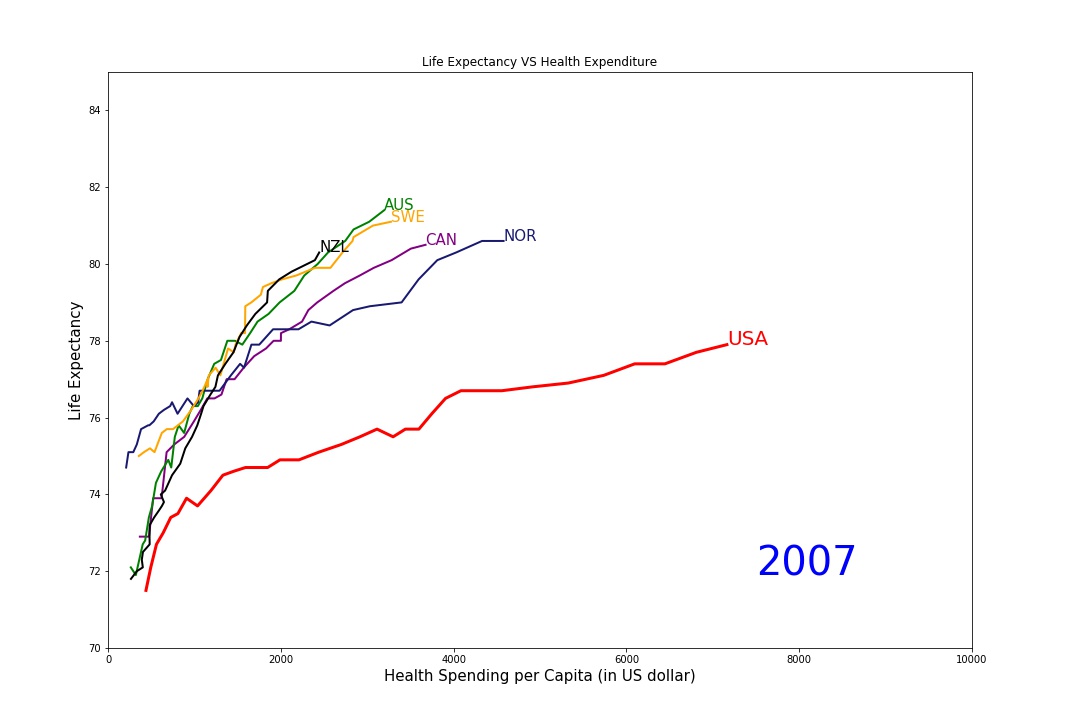 Life Expectancy VS Health Expenditure
84
82
80
78
76
74
72
70
Life Expectancy
AUS
SWE
NZL
CAN
NOR
USA
2007
0
2000
4000
6000
8000
10000
Health Spending per Capita (in US dollar)